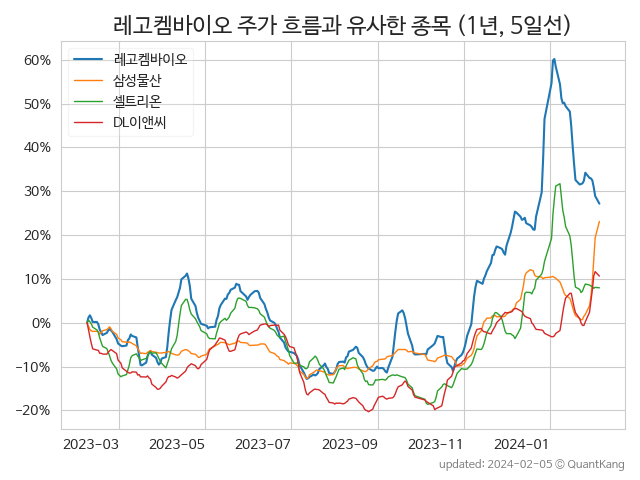 레고켐바이오 주가 흐름과 유사한 종목 (1년, 5일선)
레고켐바이오
삼성물산
셀트리온
DL이앤씨
60%
50%
40%
30%
20%
10%
0%
−10%
−20%
2023-03 2023-05 2023-07 2023-09 2023-11 2024-01
updated: 2024-02-05 © QuantKang